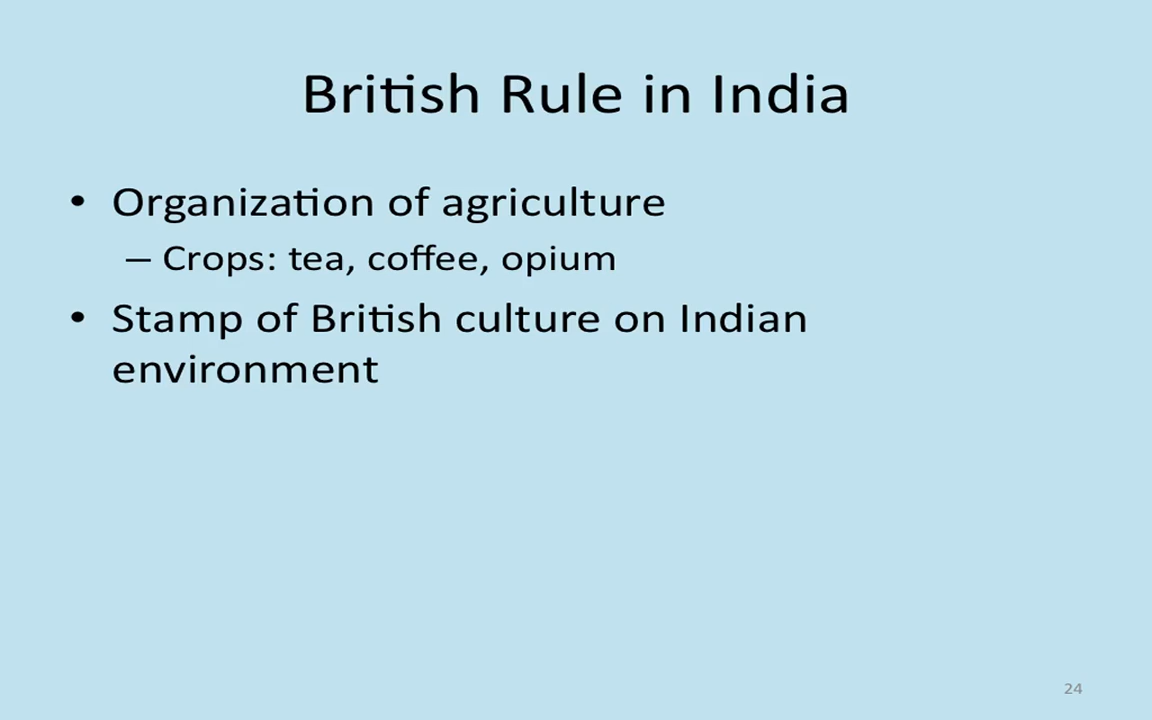 British Rule in India
• Organization of agriculture
– Crops: tea, coffee, opium
• Stamp of British culture on Indian
environment
24